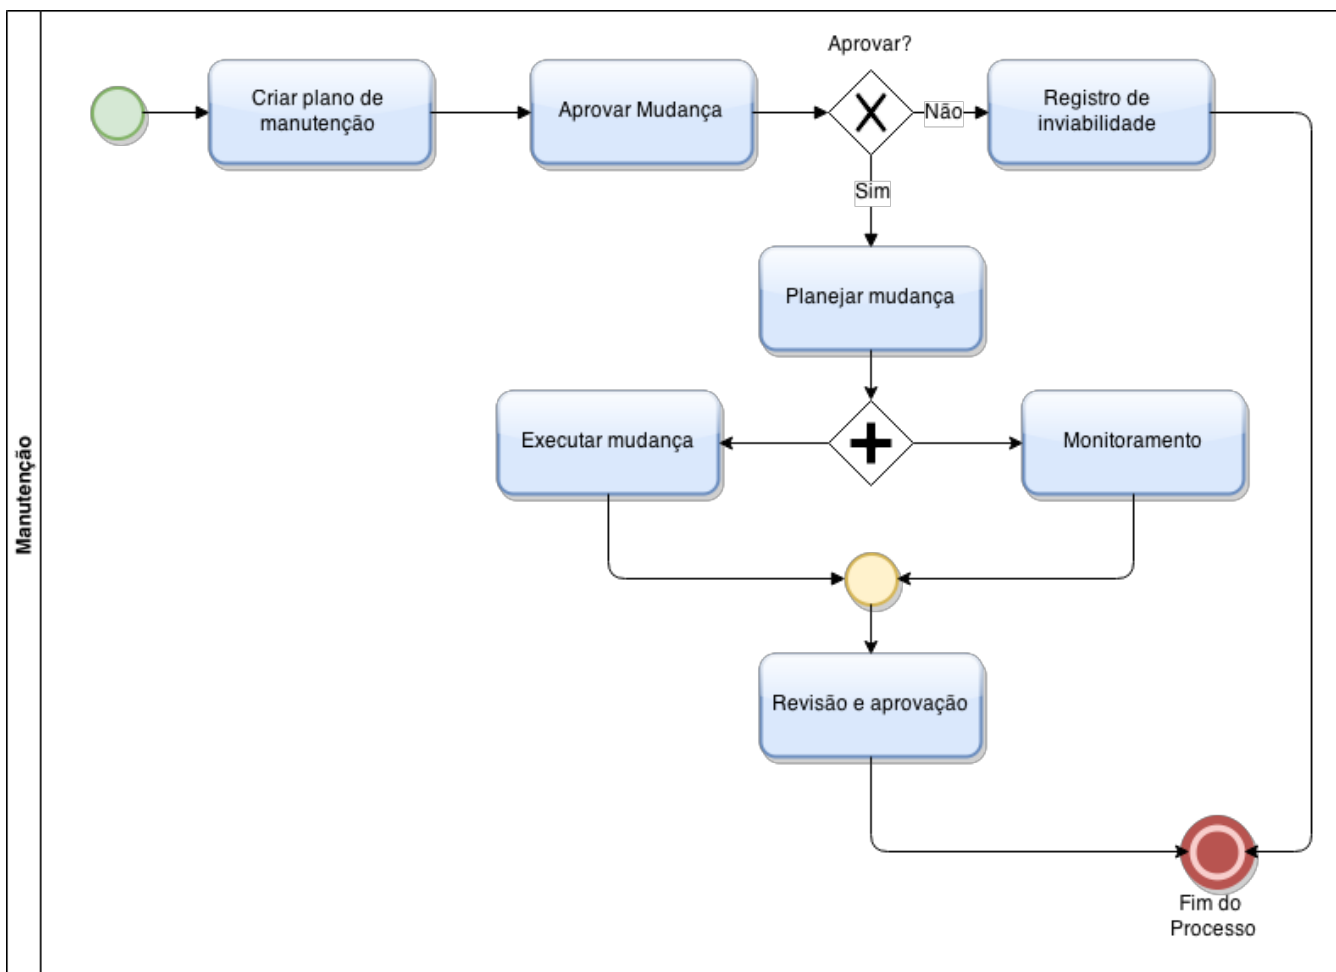 Aprovar?
Criar plano de
manutenção
Aprovar Mudança
Não
Registro de
inviabilidade
Sim
Planejar mudança
Executar mudança
Monitoramento
Manutenção
Revisão e aprovação
Fim do
Processo